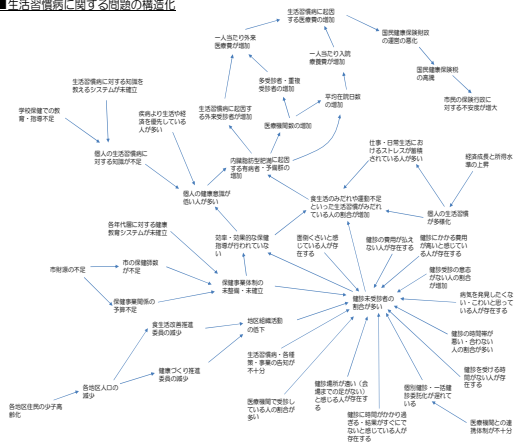 ■生活習慣病に関する問題の構造化
生活習慣病に起因
する医療費の増加
国民健康保険財政
の運営の悪化
一人当たり外来
医療費が増加
一人当たり入院
療養費が増加
国民健康保険税
の高騰
生活習慣病に対する知識を
教えるシステムが未確立
多受診者・重複
受診者の増加
平均在院日数
の増加
市民の保険行政に
対する不安度が増大
学校保健での教
育・指導不足
疾病より生活や経
済を優先している
人が多い
生活習慣病に起因す
る外来受診者が増加
医療機関数の増加
仕事・日常生活にお
けるストレスが蓄積
されている人が多い
個人の生活習慣病に
対する知識が不足
内臓脂肪型肥満に起因
する有病者・予備群の
増加
経済成長と所得水
準の上昇
個人の健康意識が
低い人が多い
食生活のみだれや運動不足
といった生活習慣がみだれ
ている人の割合が増加
個人の生活習慣
が多様化
各年代層に対する健康
教育システムが未確立
効率・効果的な保健
指導が行われていな
い
面倒くさいと感
じている人が存
在する
健診の費用が払え
ない人が存在する
健診にかかる費用
が高いと感じてい
る人が存在する
市財源の不足
市の保健師数
が不足
健診受診の意志
がない人の割合
が増加
保健事業体制の
未整備・未確立
健診未受診者の
割合が多い
病気を発見したくな
い・こわいと思って
いる人が存在する
保健事業関係の
予算不足
食生活改善推進
委員の減少
地区組織活動
の低下
健診の時間帯が
悪い・合わない
人の割合が多い
生活習慣病・各種
策・事業の告知が
不十分
健康づくり推進
委員の減少
健診を受ける時
間がない人が存
在する
各地区人口の
減少
医療機関で受診し
ている人の割合が
多い
健診場所が遠い（会
場までの足がない）
と感じる人が存在す
る
個別健診・一括健
診委託化が遅れて
いる
各地区住民の少子高
齢化
健診に時間がかかり過
ぎる・結果がすぐにで
ないと感じている人が
存在する
医療機関との連
携体制が不十分